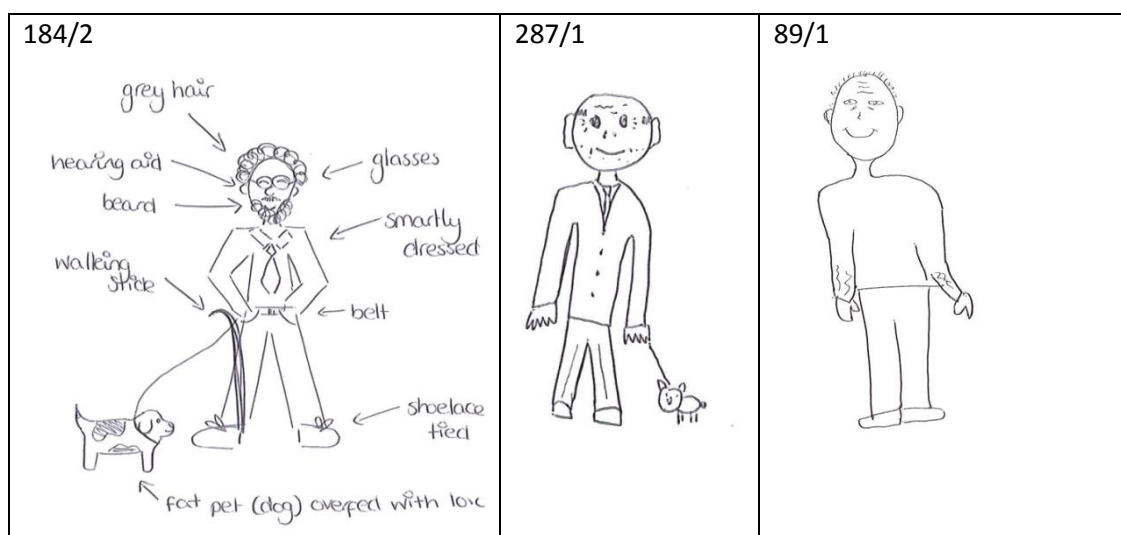 184/2
287/1
89/1
grey hair
hearing aid
glasses
beard
smartly
dressed
walking
stick
belt
shoelace
tied
fat pet (dog) overfed with love